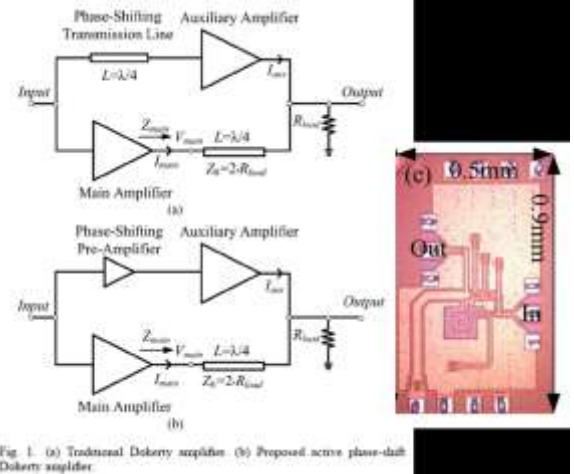 Phase-Shifting
Transmission Line
Auxiliary Amplifier
L=λ/4
Input
Output
Zmain
Vmain
L=λ/4
Imain
Z0=2·Rload
Rload
Main Amplifier
(a)
Phase-Shifting
Pre-Amplifier
Auxiliary Amplifier
Input
Output
Zmain
Vmain
L=λ/4
Imain
Z0=2·Rload
Rload
Main Amplifier
(b)
Fig. 1. (a) Traditional Doherty amplifier. (b) Proposed active phase-shift
Doherty amplifier.
(c)
0.5mm
0.9mm
Out
In